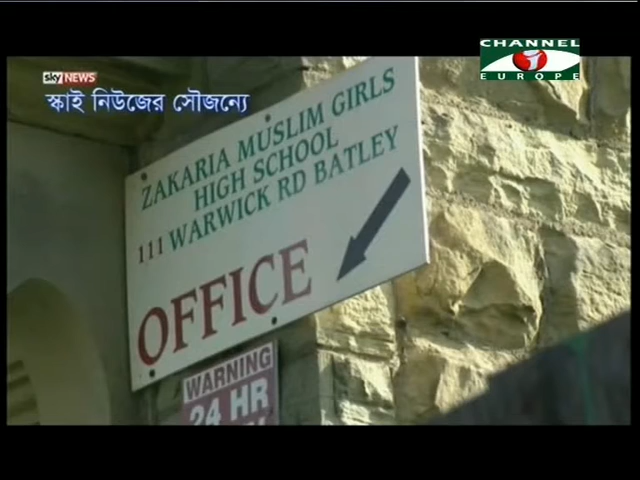 sky NEWS
স্কাই নিউজের সৌজন্যে
CHANNEL
i
EUROPE
ZAKARIA MUSLIM GIRLS
HIGH SCHOOL
111 WARWICK RD BATLEY
OFFICE
WARNING
24 HR